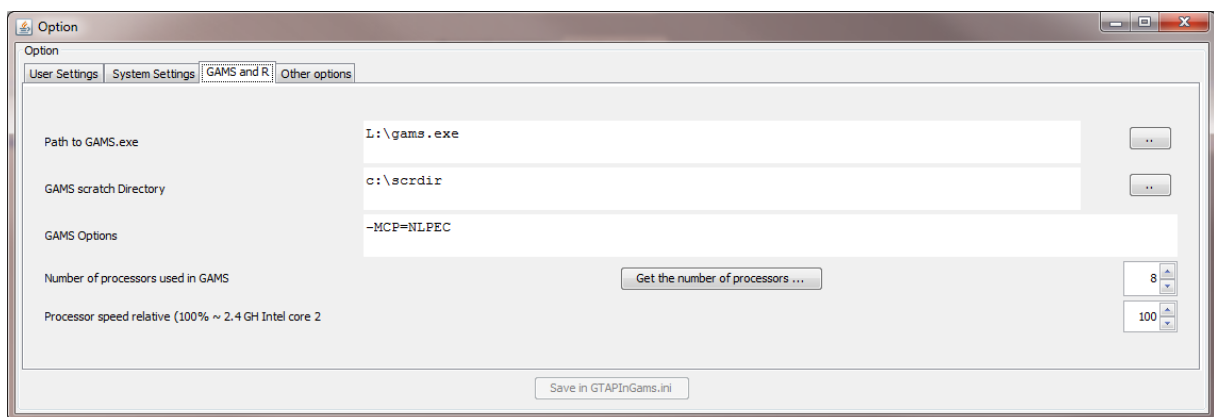 Option
Option
User Settings System Settings GAMS and R Other options
Path to GAMS.exe L:\gams.exe ..
GAMS scratch Directory c:\scrdir ..
GAMS Options -MCP=NLPEC
Number of processors used in GAMS Get the number of processors ... 8
Processor speed relative (100% ~ 2.4 GH Intel core 2 100
Save in GTAPInGams.ini